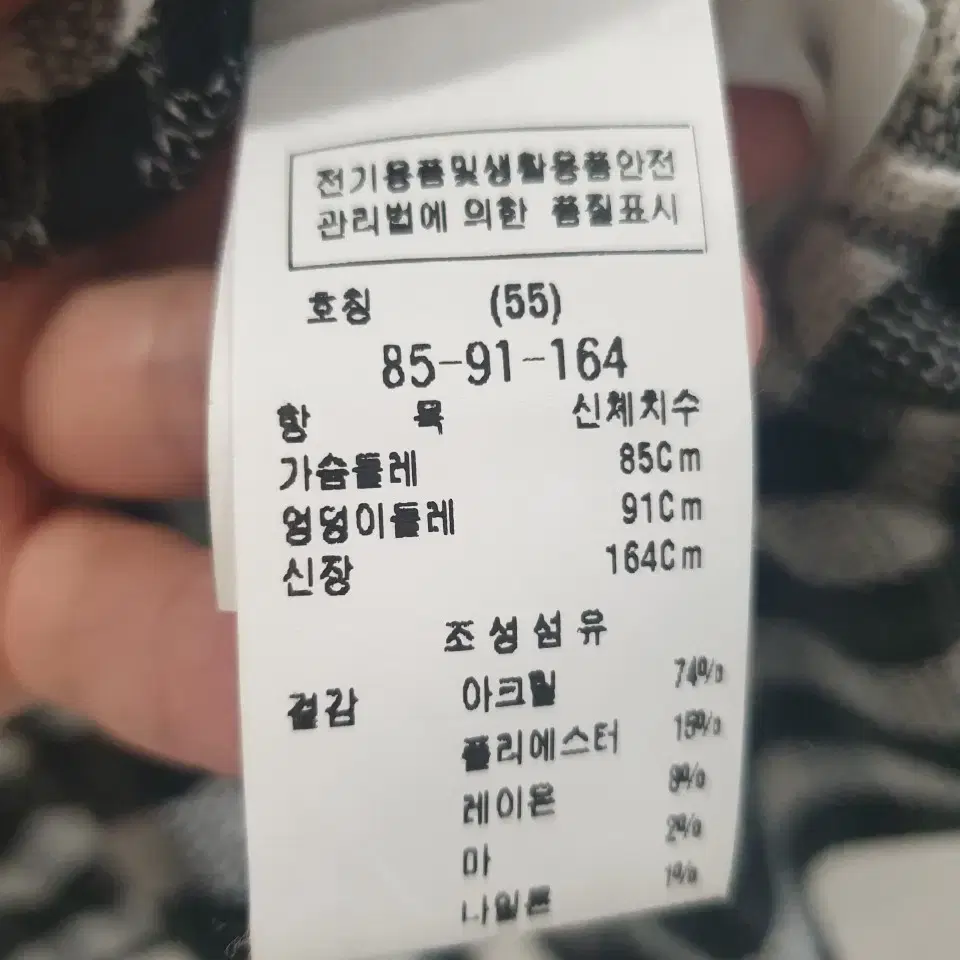 전기용품및생활용품안전
관리법에 의한 품질표시
호칭 (55)
85-91-164
항 목 신체치수
가슴둘레 85Cm
엉덩이둘레 91Cm
신장 164Cm
조성섬유
겉감 아크릴 74%
폴리에스터 15%
레이온 8%
마 2%
나일론 1%